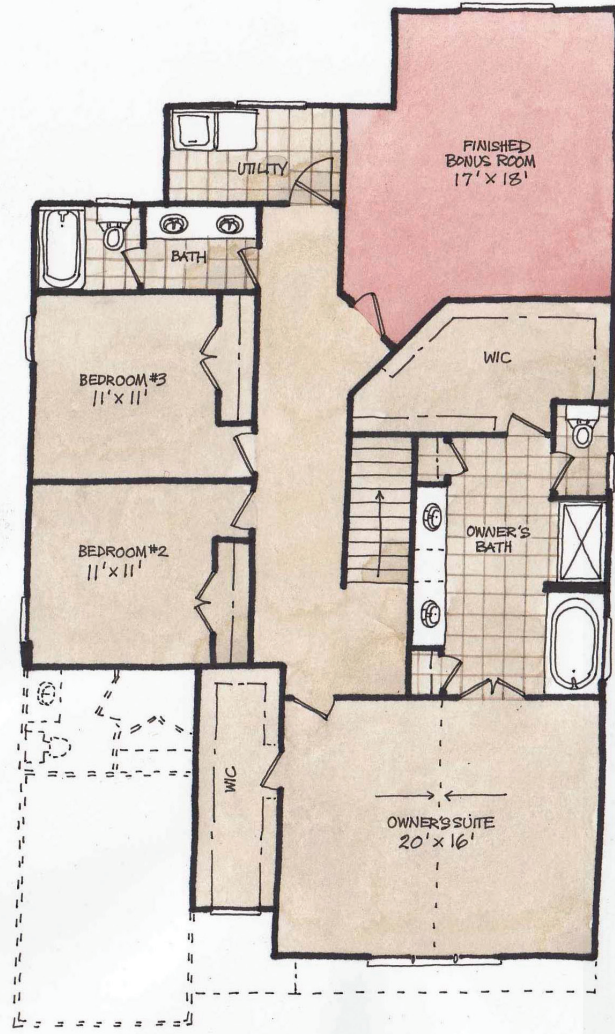 FINISHED
BONUS ROOM
17' X 18'
UTILITY
BATH
WIC
BEDROOM #3
11' X 11'
OWNER'S
BATH
BEDROOM #2
11' X 11'
WIC
OWNER'S SUITE
20' X 16'